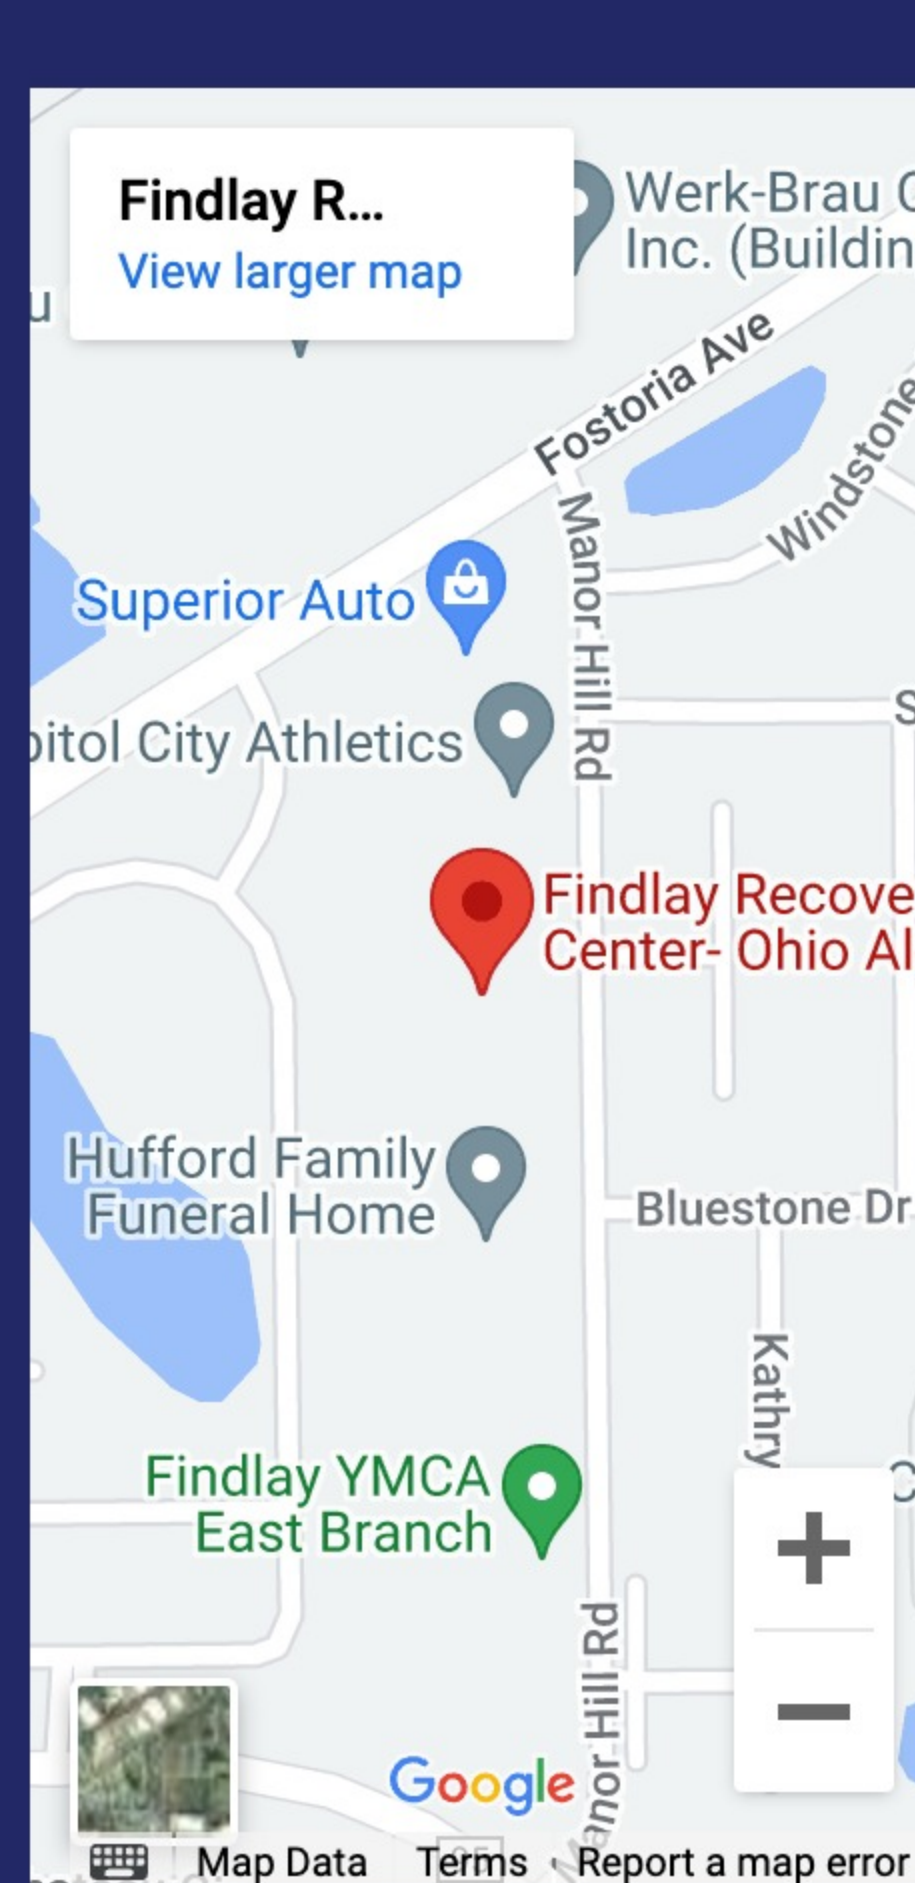 Findlay R...
View larger map
Werk-Brau
Inc. (Buildin
u
Fostoria Ave
Windstone
Manor Hill Rd
Superior Auto
S
pitol City Athletics
Findlay Recove
Center- Ohio Al
Hufford Family
Funeral Home
Bluestone Dr
Kathry
Findlay YMCA
East Branch
C
Manor Hill Rd
Google
Map Data
Terms
Report a map error